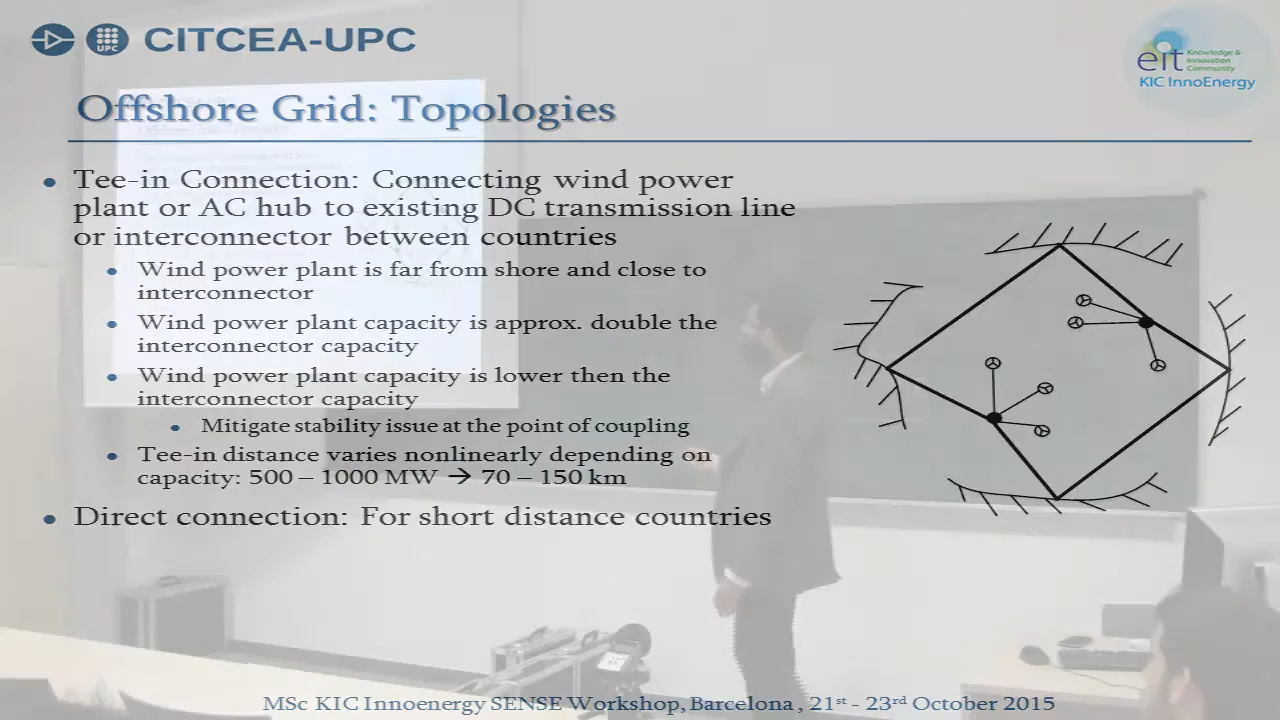 UPC CITCEA-UPC
eit Knowledge &
Innovation
Community
KIC InnoEnergy
Offshore Grid: Topologies
Tee-in Connection: Connecting wind power
plant or AC hub to existing DC transmission line
or interconnector between countries
Wind power plant is far from shore and close to
interconnector
Wind power plant capacity is approx. double the
interconnector capacity
Wind power plant capacity is lower then the
interconnector capacity
Mitigate stability issue at the point of coupling
Tee-in distance varies nonlinearly depending on
capacity: 500 – 1000 MW → 70 – 150 km
Direct connection: For short distance countries
MSc KIC Innoenergy SENSE Workshop, Barcelona , 21st - 23rd October 2015